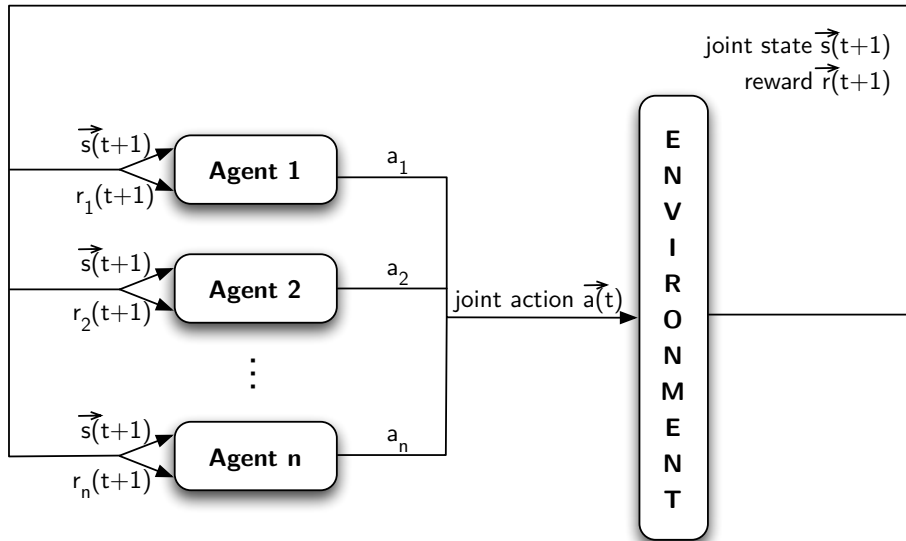 joint state s⃗(t+1)
reward r⃗(t+1)
s⃗(t+1)
Agent 1
r₁(t+1)
a₁
s⃗(t+1)
Agent 2
r₂(t+1)
a₂
joint action a⃗(t)
⋮
s⃗(t+1)
Agent n
rₙ(t+1)
aₙ
E
N
V
I
R
O
N
M
E
N
T